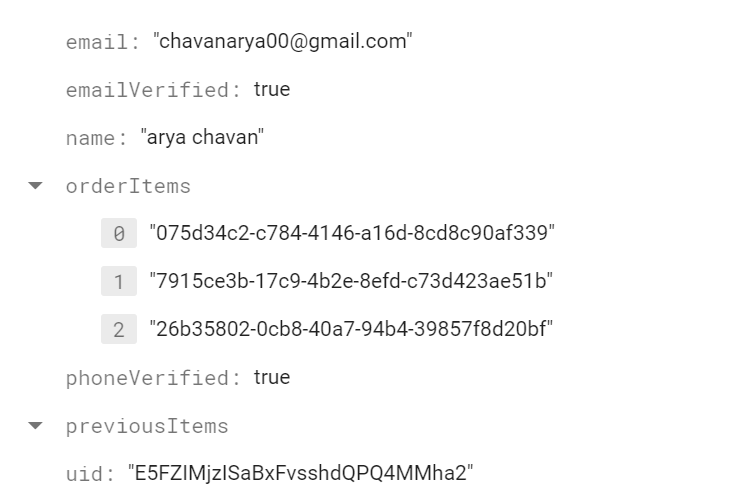 email: "chavanarya00@gmail.com"
emailVerified: true
name: "arya chavan"
orderItems
0 "075d34c2-c784-4146-a16d-8cd8c90af339"
1 "7915ce3b-17c9-4b2e-8efd-c73d423ae51b"
2 "26b35802-0cb8-40a7-94b4-39857f8d20bf"
phoneVerified: true
previousItems
uid: "E5FZIMjzISaBxFvsshdQPQ4MMha2"